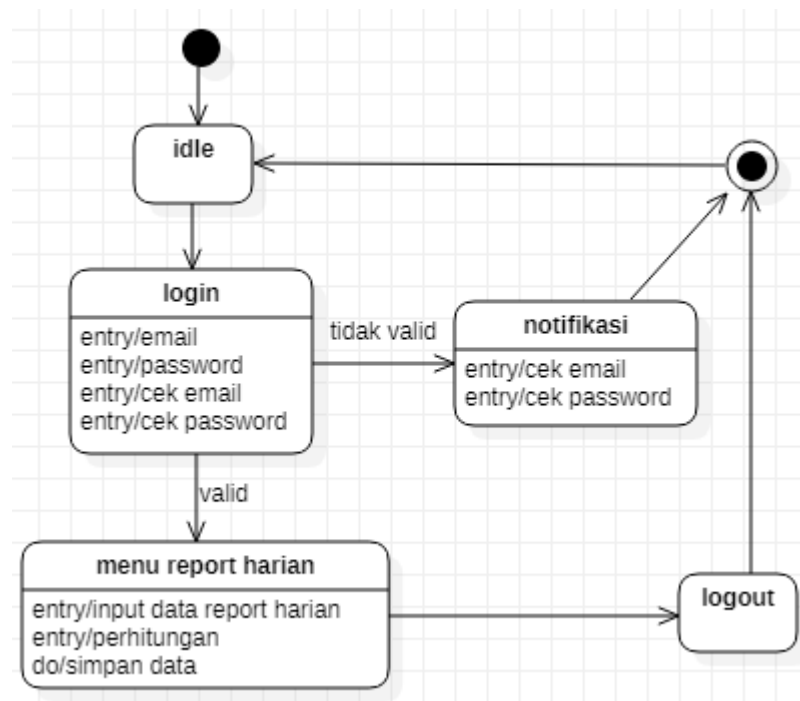 idle
login
entry/email
entry/password
entry/cek email
entry/cek password
tidak valid
notifikasi
entry/cek email
entry/cek password
valid
menu report harian
entry/input data report harian
entry/perhitungan
do/simpan data
logout